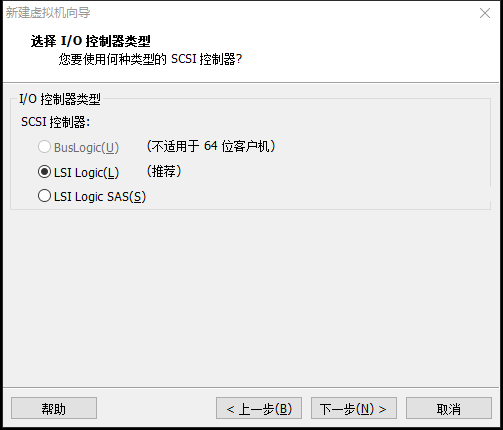 新建虚拟机向导
选择 I/O 控制器类型
您要使用何种类型的 SCSI 控制器?
I/O 控制器类型
SCSI 控制器:
BusLogic(U) (不适用于 64 位客户机)
LSI Logic(L) (推荐)
LSI Logic SAS(S)
帮助 < 上一步(B) 下一步(N) > 取消